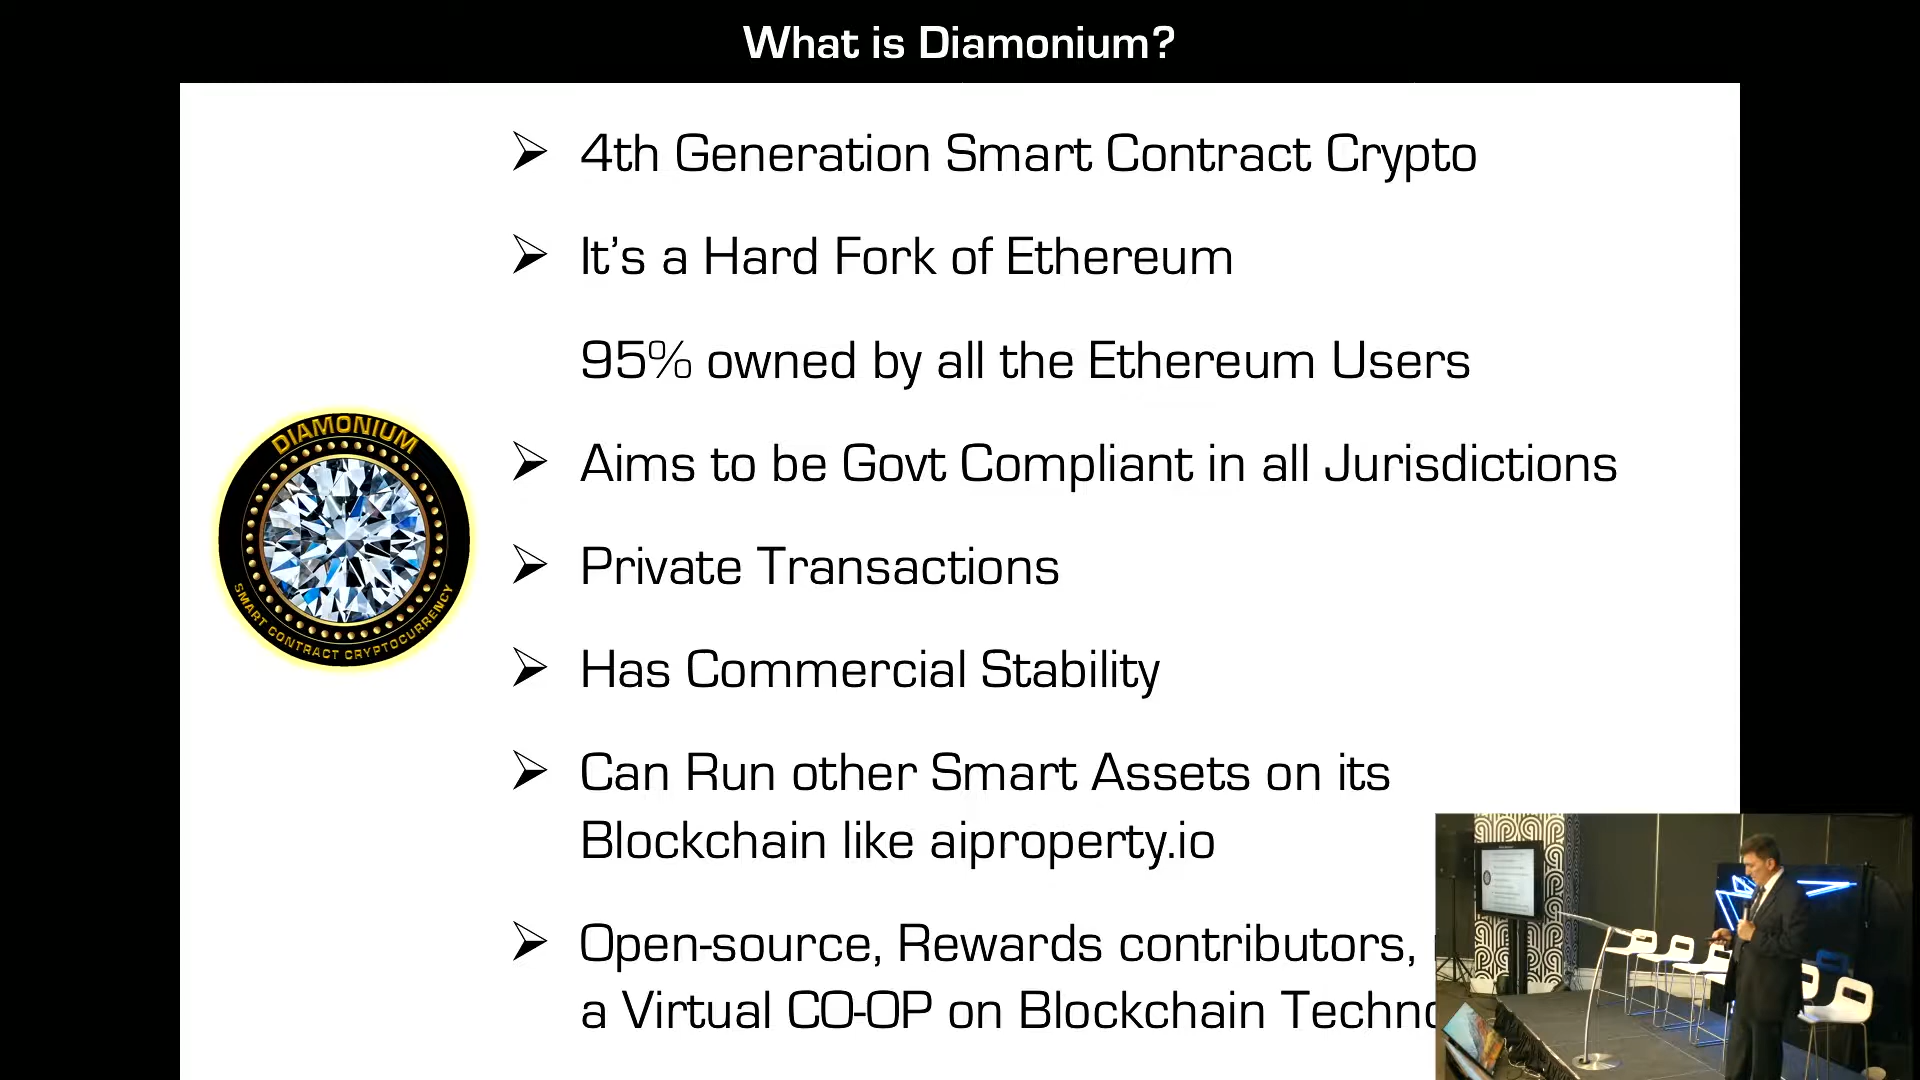 What is Diamonium?
4th Generation Smart Contract Crypto
It's a Hard Fork of Ethereum
95% owned by all the Ethereum Users
Aims to be Govt Compliant in all Jurisdictions
Private Transactions
Has Commercial Stability
Can Run other Smart Assets on its
Blockchain like aiproperty.io
Open-source, Rewards contributors,
a Virtual CO-OP on Blockchain
DIAMONIUM
SMART CONTRACT CRYPTOCURRENCY